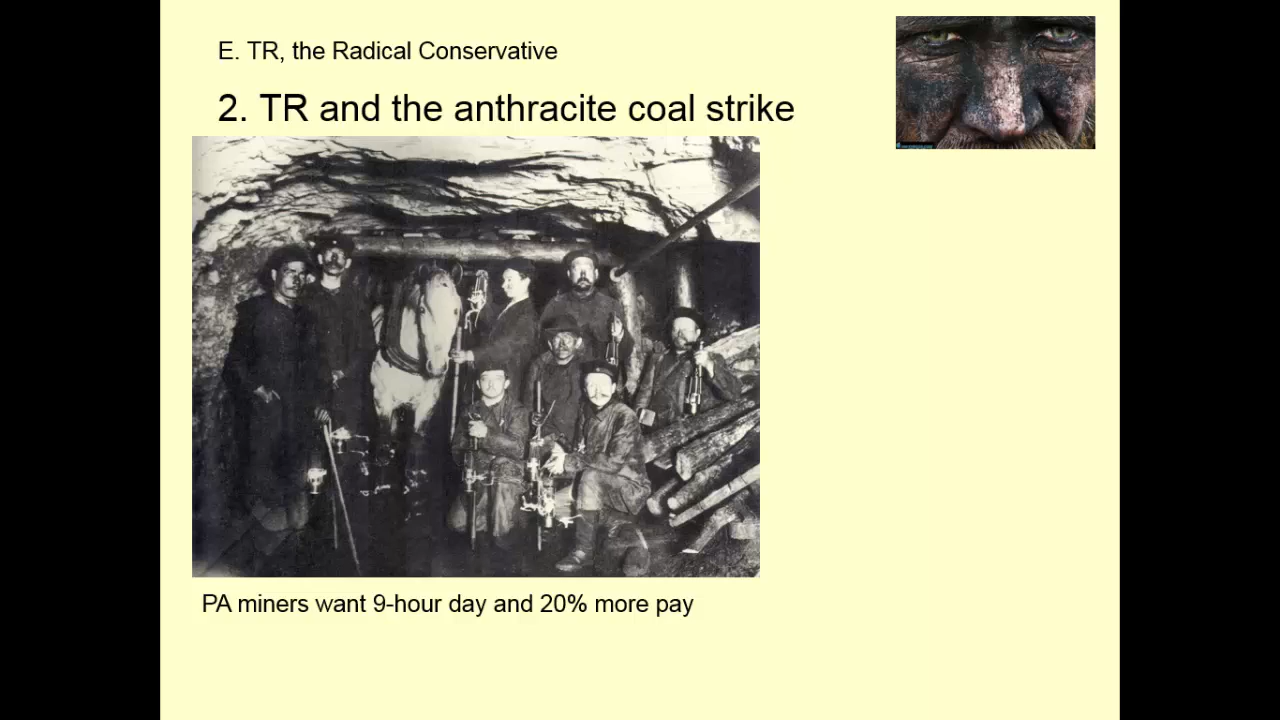 E. TR, the Radical Conservative
2. TR and the anthracite coal strike
PA miners want 9-hour day and 20% more pay